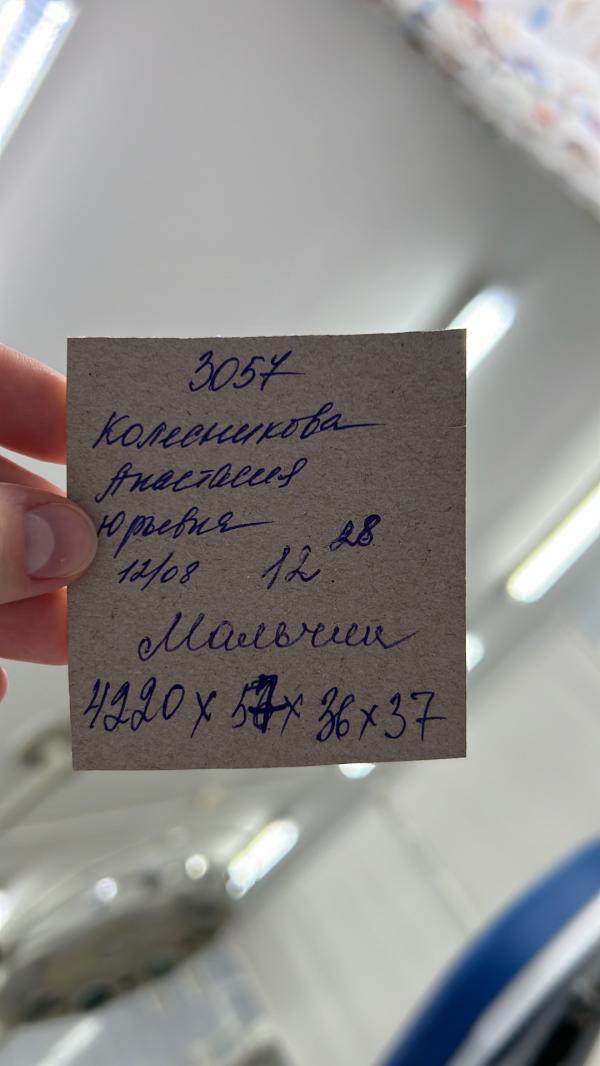 3057
Колесникова
Анастасия
Юрьевна
12/08 12 28
Мальчик
4220 х 57 х 36 х 37